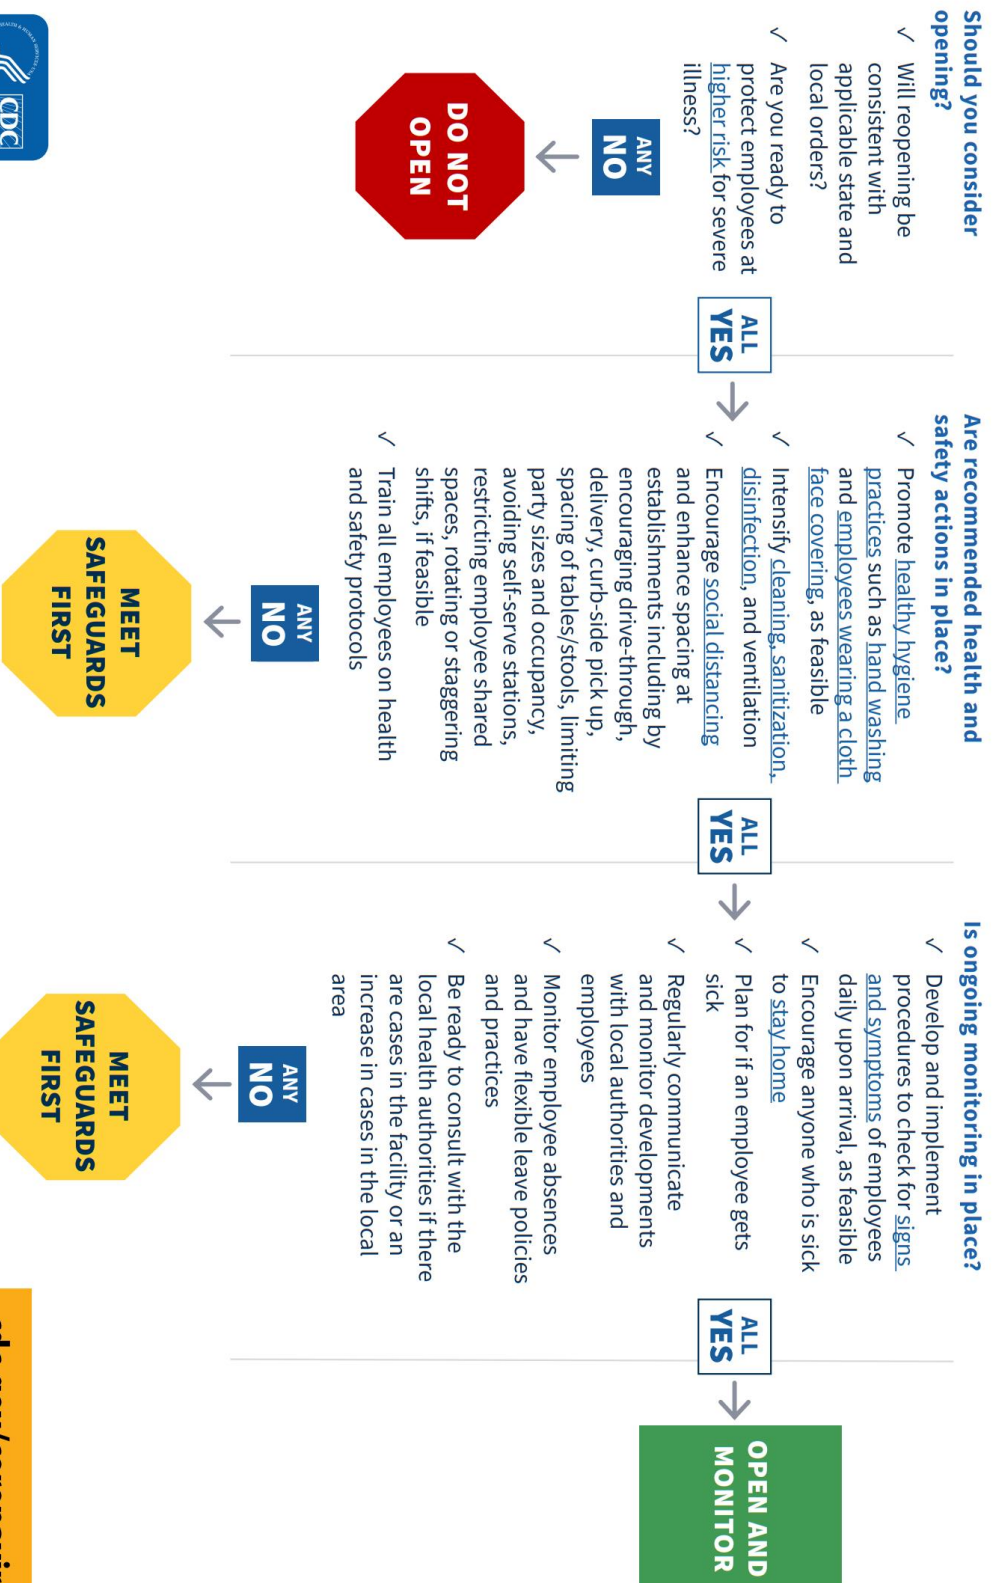 Should you consider
opening?
✓ Will reopening be
consistent with
applicable state and
local orders?
✓ Are you ready to
protect employees at
higher risk for severe
illness?
ANY
NO
DO NOT
OPEN
ALL
YES
Are recommended health and
safety actions in place?
✓ Promote healthy hygiene
practices such as hand washing
and employees wearing a cloth
face covering, as feasible
✓ Intensify cleaning, sanitization,
disinfection, and ventilation
✓ Encourage social distancing
and enhance spacing at
establishments including by
encouraging drive-through,
delivery, curb-side pick up,
spacing of tables/stools, limiting
party sizes and occupancy,
avoiding self-serve stations,
restricting employee shared
spaces, rotating or staggering
shifts, if feasible
✓ Train all employees on health
and safety protocols
ANY
NO
MEET
SAFEGUARDS
FIRST
ALL
YES
Is ongoing monitoring in place?
✓ Develop and implement
procedures to check for signs
and symptoms of employees
daily upon arrival, as feasible
✓ Encourage anyone who is sick
to stay home
✓ Plan for if an employee gets
sick
✓ Regularly communicate
and monitor developments
with local authorities and
employees
✓ Monitor employee absences
and have flexible leave policies
and practices
✓ Be ready to consult with the
local health authorities if there
are cases in the facility or an
increase in cases in the local
area
ANY
NO
MEET
SAFEGUARDS
FIRST
ALL
YES
OPEN AND
MONITOR
CDC